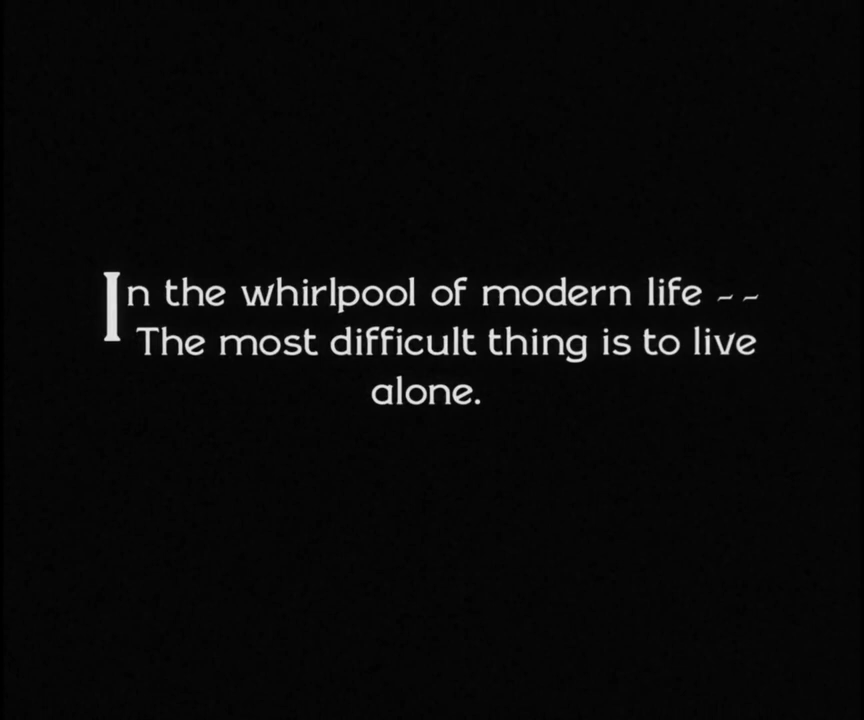 In the whirlpool of modern life --
The most difficult thing is to live
alone.